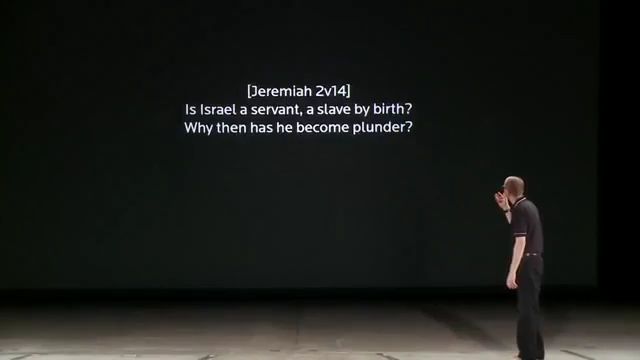 [Jeremiah 2v14]
Is Israel a servant, a slave by birth?
Why then has he become plunder?